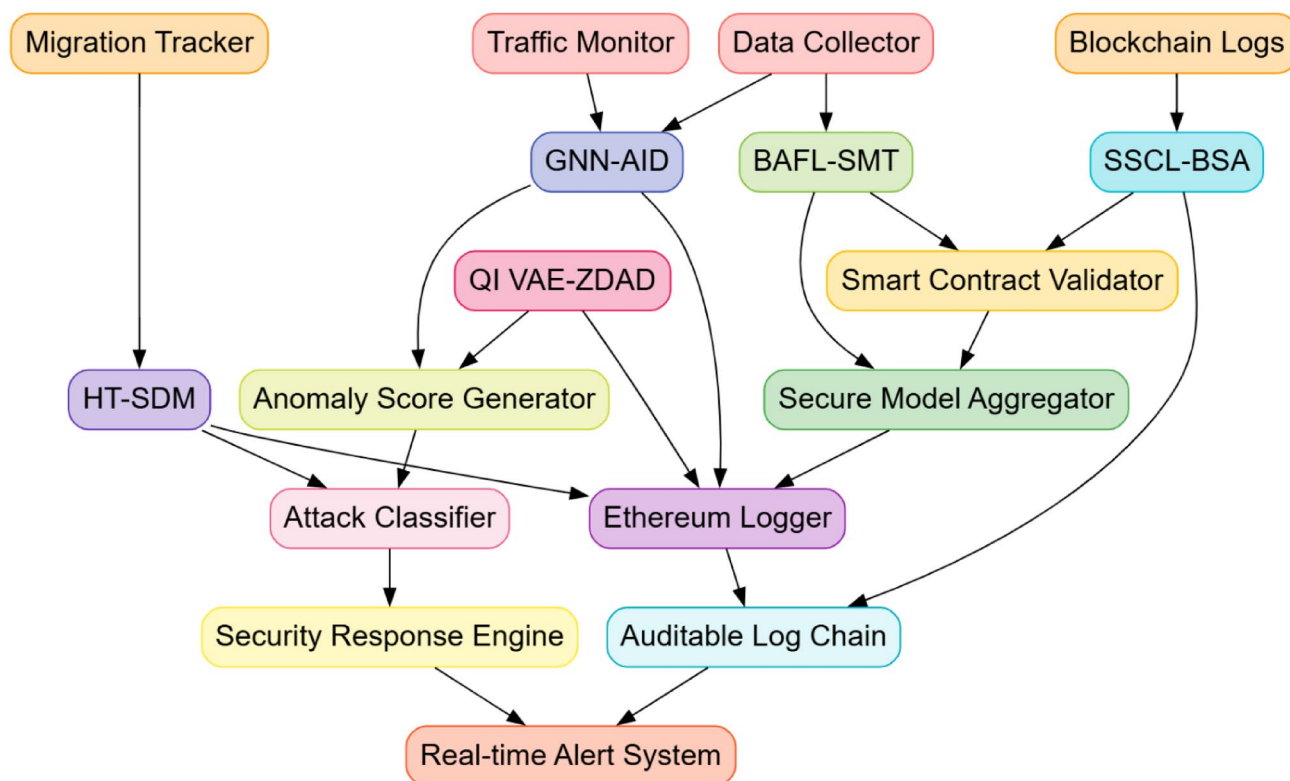 Migration Tracker
Traffic Monitor
Data Collector
Blockchain Logs
GNN-AID
BAFL-SMT
SSCL-BSA
QI VAE-ZDAD
Smart Contract Validator
HT-SDM
Anomaly Score Generator
Secure Model Aggregator
Attack Classifier
Ethereum Logger
Security Response Engine
Auditable Log Chain
Real-time Alert System